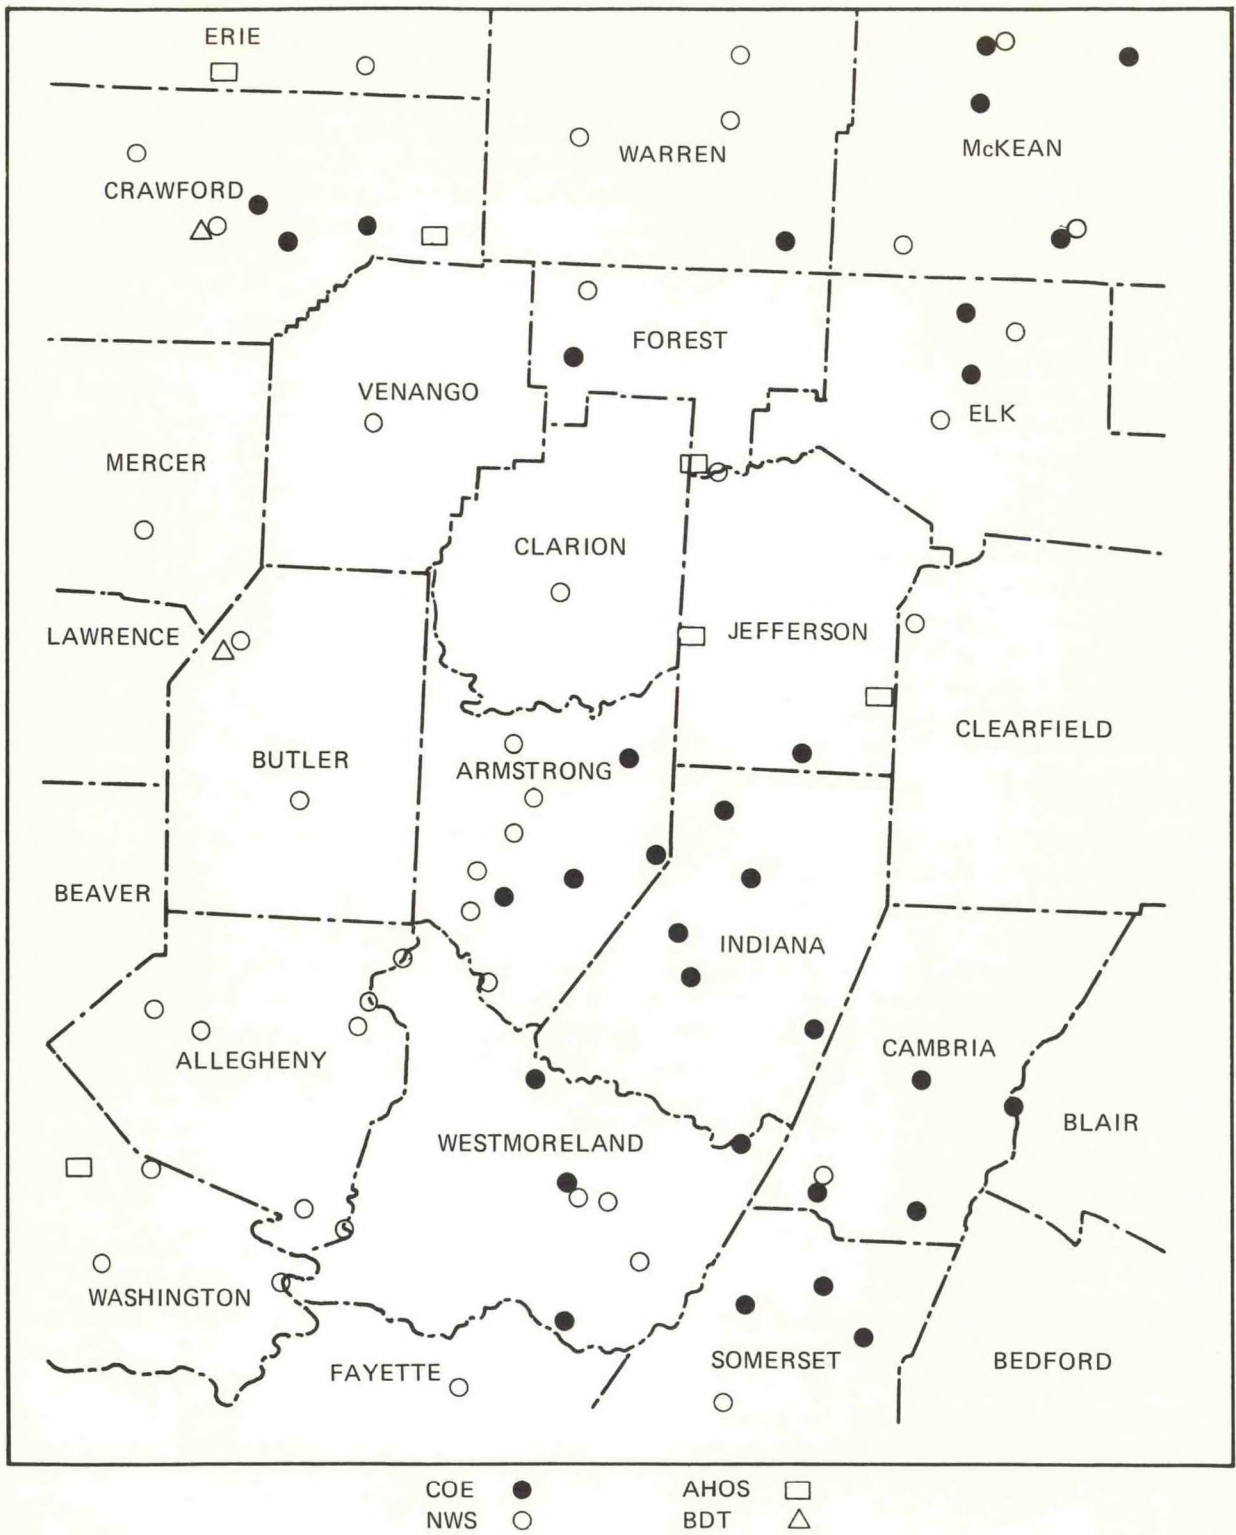 ERIE
WARREN
McKEAN
CRAWFORD
FOREST
VENANGO
ELK
MERCER
CLARION
LAWRENCE
JEFFERSON
CLEARFIELD
BUTLER
ARMSTRONG
BEAVER
INDIANA
ALLEGHENY
CAMBRIA
BLAIR
WESTMORELAND
WASHINGTON
FAYETTE
SOMERSET
BEDFORD
COE
AHOS
NWS
BDT